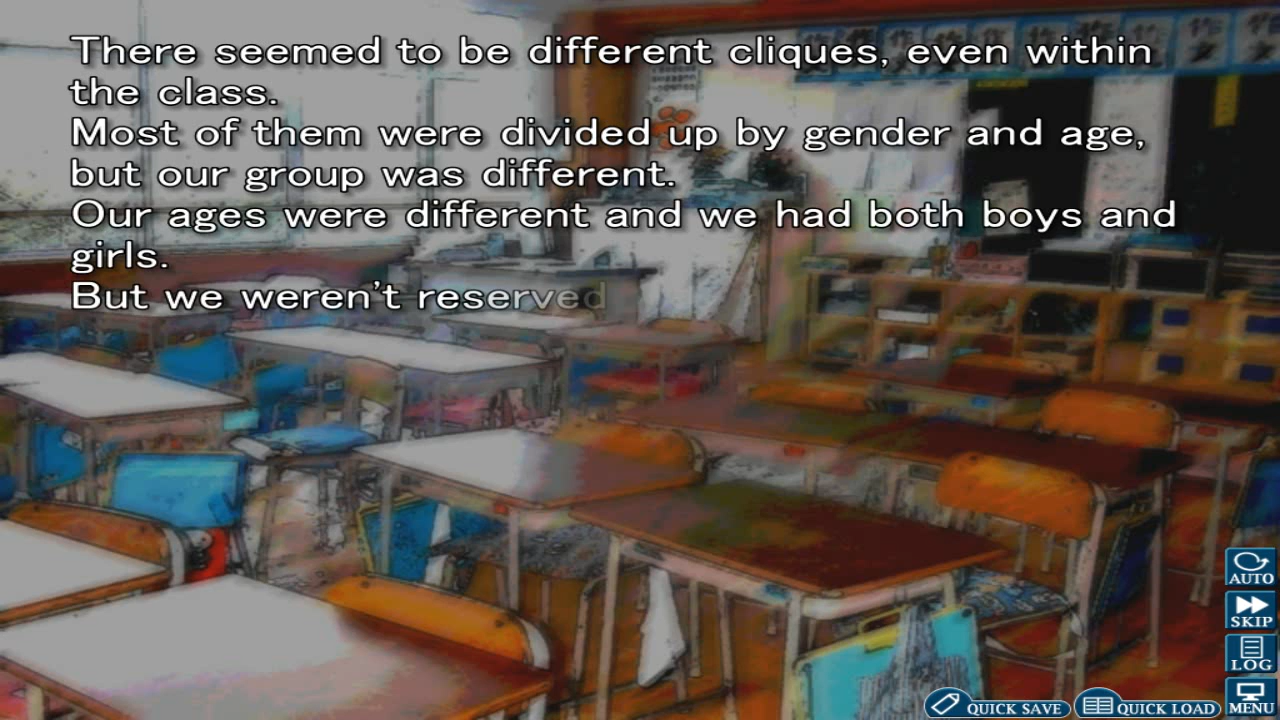 There seemed to be different cliques, even within
the class.
Most of them were divided up by gender and age,
but our group was different.
Our ages were different and we had both boys and
girls.
But we weren't reserved
AUTO
SKIP
LOG
MENU
QUICK SAVE
QUICK LOAD